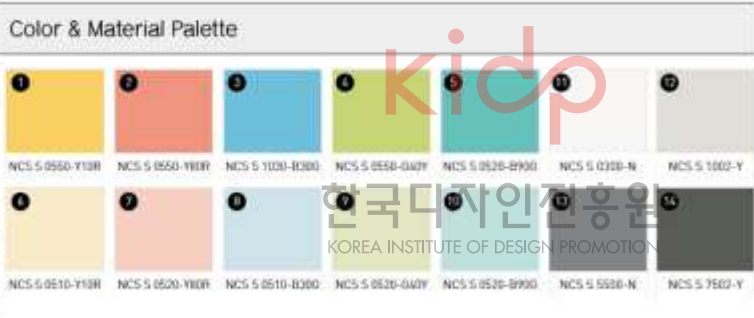 Color & Material Palette
kidp
1 2 3 4 5 11 12
NCS S 0550-Y10R NCS S 0550-Y80R NCS S 1030-B30G NCS S 0550-G40Y NCS S 0520-B90G NCS S 0300-N NCS S 1002-Y
한국디자인진흥원
6 7 8 9 10 13 14
KOREA INSTITUTE OF DESIGN PROMOTION
NCS S 0510-Y10R NCS S 0520-Y80R NCS S 0510-B30G NCS S 0520-G40Y NCS S 0520-B90G NCS S 5500-N NCS S 7502-Y